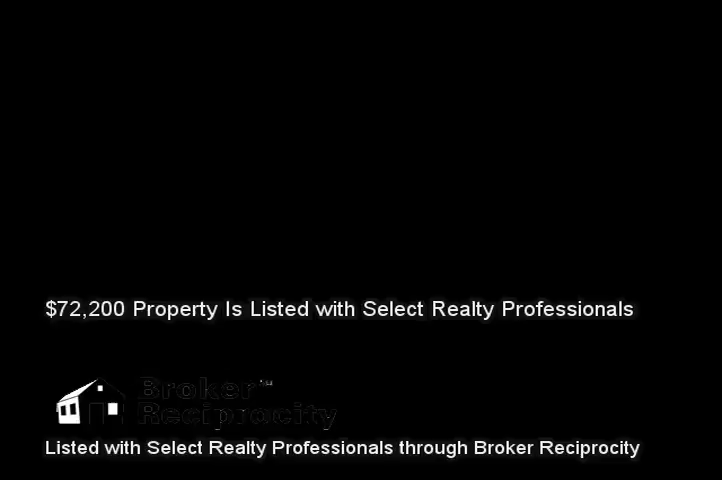 $72,200 Property Is Listed with Select Realty Professionals
Broker™
Reciprocity
Listed with Select Realty Professionals through Broker Reciprocity